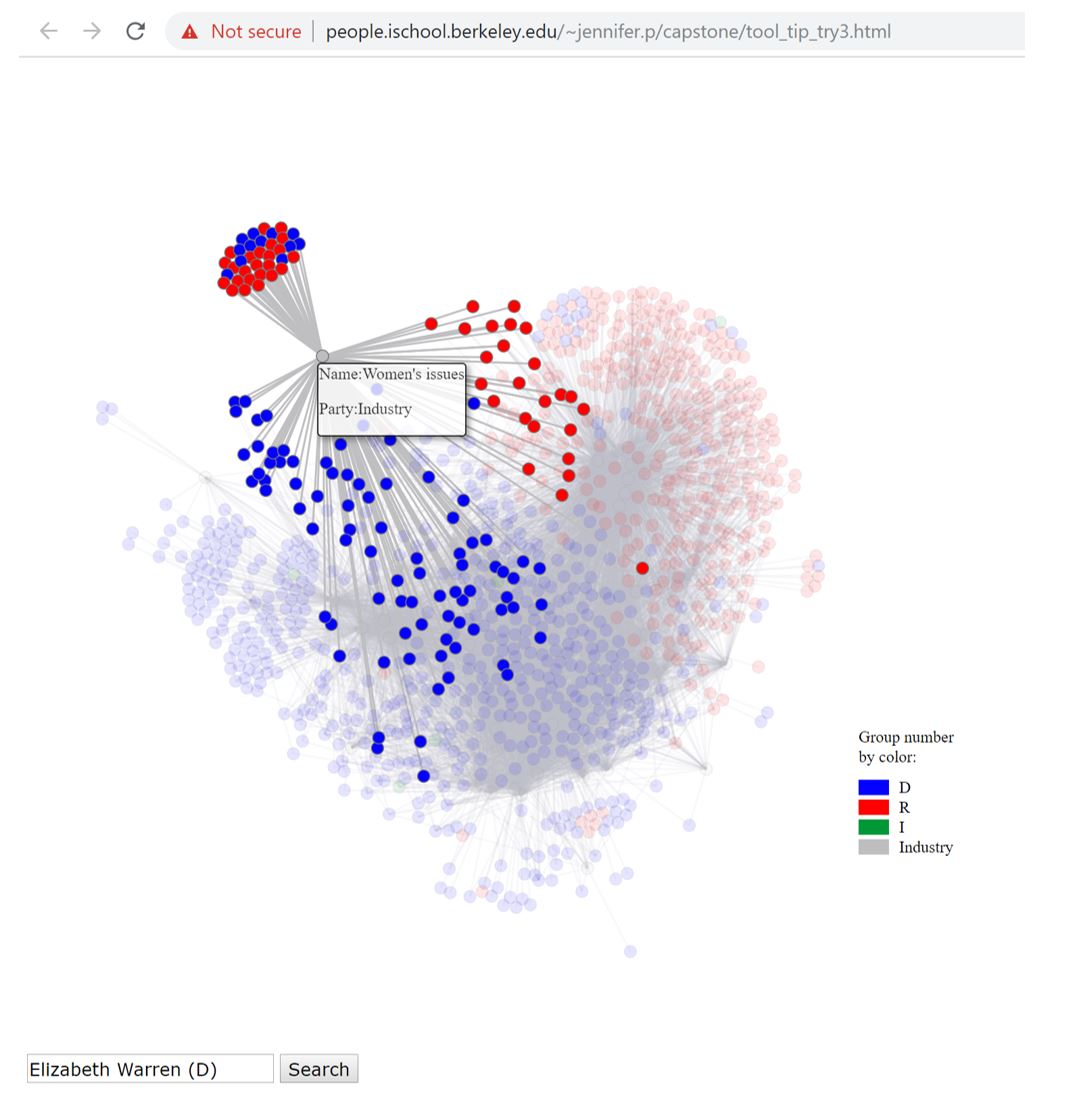 Not secure
people.ischool.berkeley.edu/~jennifer.p/capstone/tool_tip_try3.html
Name:Women's issues
Party:Industry
Group number
by color:
D
R
I
Industry
Elizabeth Warren (D)
Search